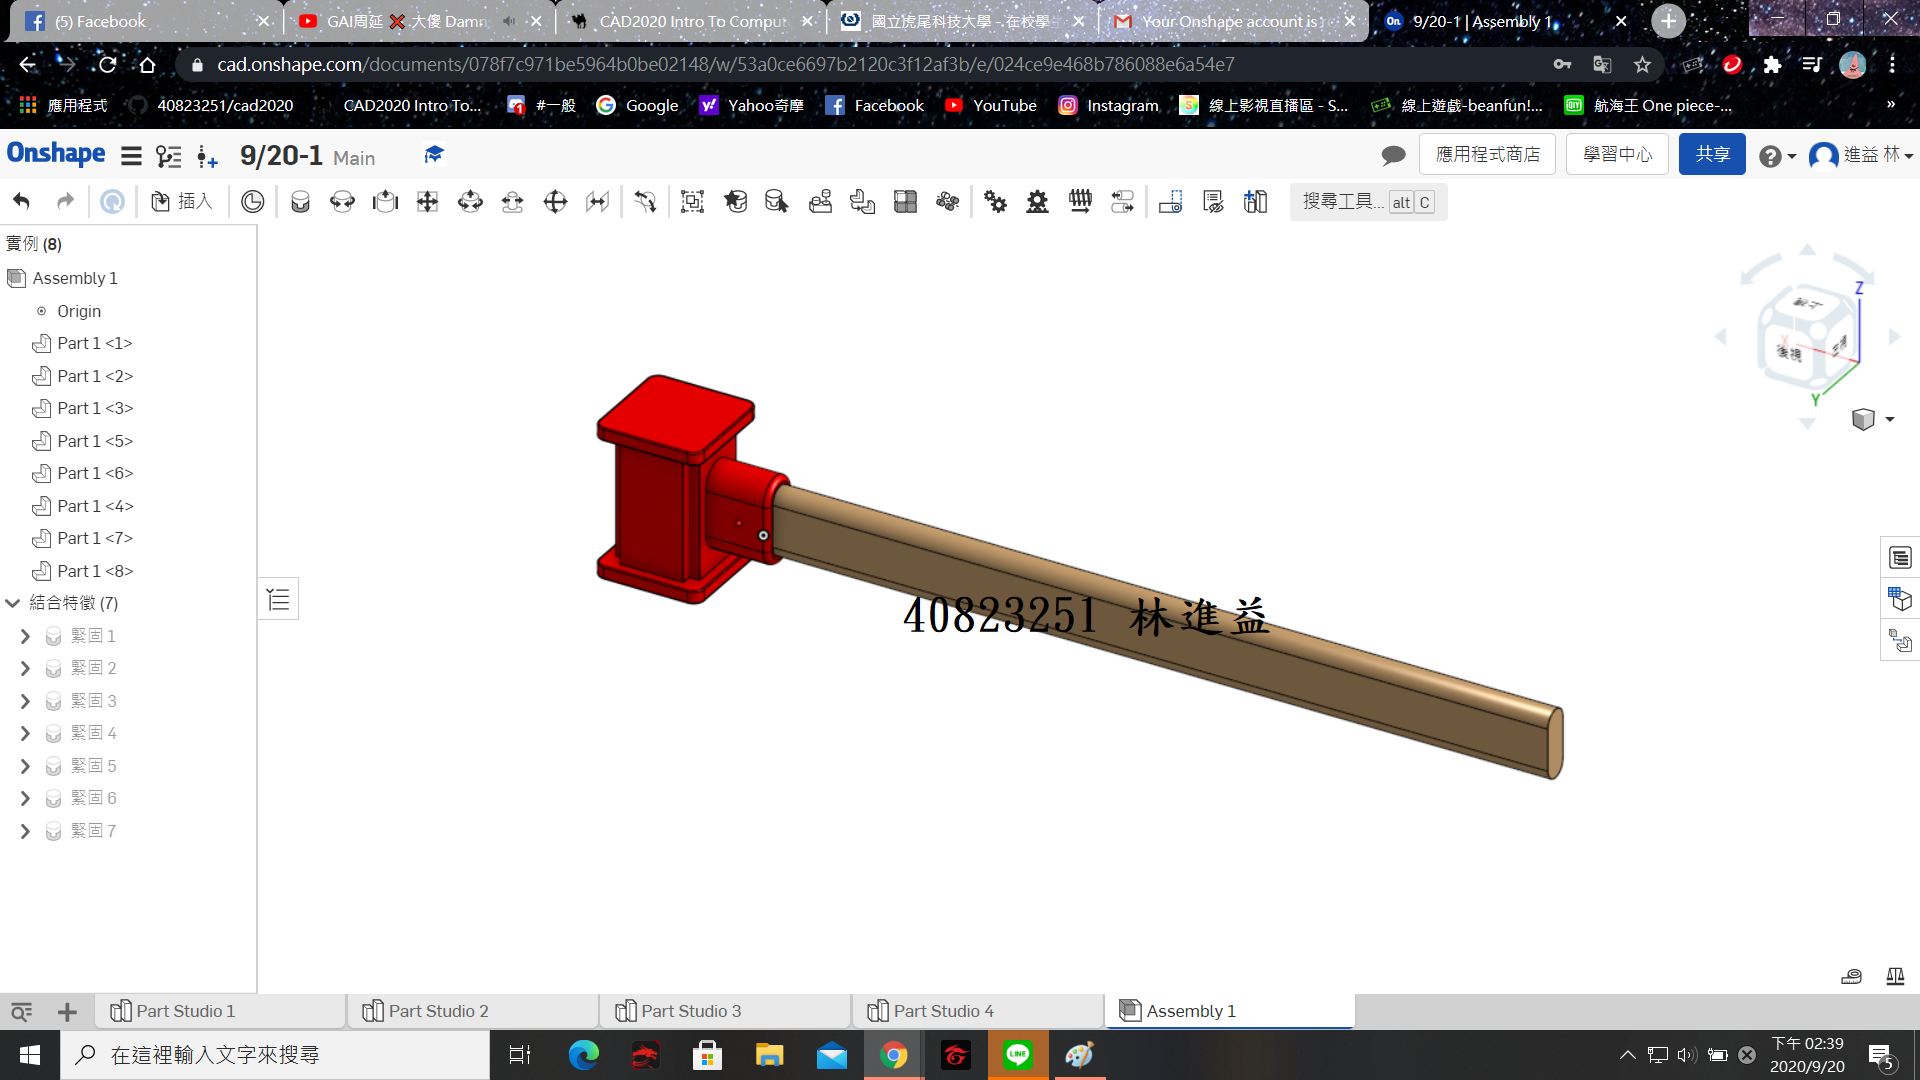 (5) Facebook
GAI周延 ❌ 大傻 Damn
CAD2020 Intro To Comput
國立虎尾科技大學 - 在校學
Your Onshape account is
9/20-1 | Assembly 1
cad.onshape.com/documents/078f7c971be5964b0be02148/w/53a0ce6697b2120c3f12af3b/e/024ce9e468b786088e6a54e7
應用程式
40823251/cad2020
CAD2020 Intro To...
#一般
Google
Yahoo奇摩
Facebook
YouTube
Instagram
線上影視直播區 - S...
線上遊戲-beanfun!...
航海王 One piece-...
»
Onshape
9/20-1 Main
應用程式商店
學習中心
共享
進益 林
插入
搜尋工具... alt C
實例 (8)
Assembly 1
Origin
Part 1 <1>
Part 1 <2>
Part 1 <3>
Part 1 <5>
Part 1 <6>
Part 1 <4>
Part 1 <7>
Part 1 <8>
結合特徵 (7)
緊固 1
緊固 2
緊固 3
緊固 4
緊固 5
緊固 6
緊固 7
Z
X
後視
Y
40823251 林進益
Part Studio 1
Part Studio 2
Part Studio 3
Part Studio 4
Assembly 1
在這裡輸入文字來搜尋
LINE
下午 02:39
2020/9/20
5